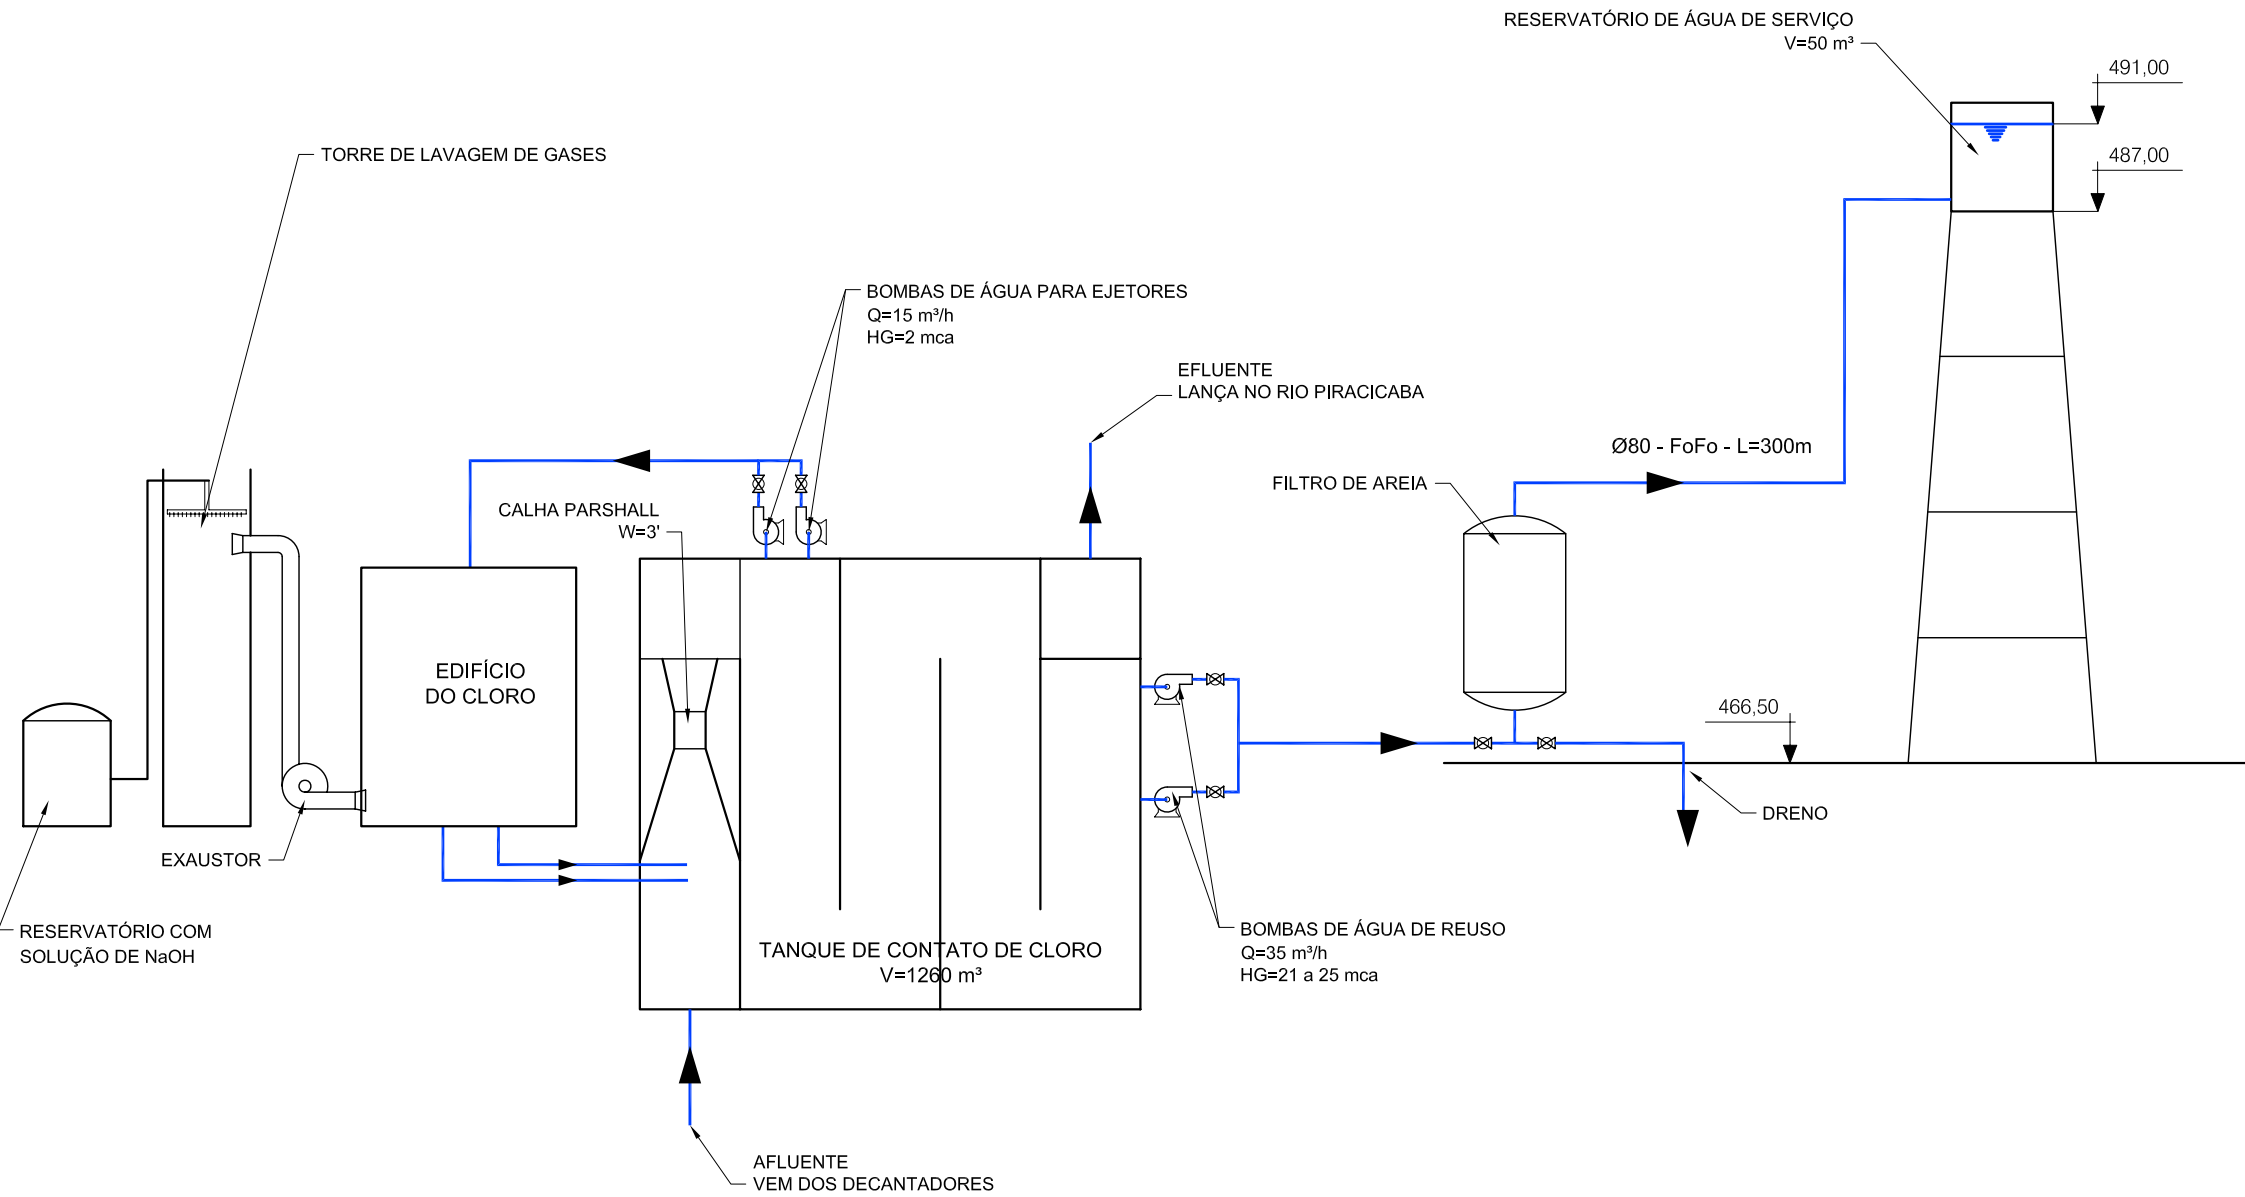 RESERVATÓRIO DE ÁGUA DE SERVIÇO
V=50 m³
491,00
487,00
TORRE DE LAVAGEM DE GASES
BOMBAS DE ÁGUA PARA EJETORES
Q=15 m³/h
HG=2 mca
EFLUENTE
LANÇA NO RIO PIRACICABA
Ø80 - FoFo - L=300m
FILTRO DE AREIA
CALHA PARSHALL
W=3'
EDIFÍCIO
DO CLORO
466,50
DRENO
EXAUSTOR
RESERVATÓRIO COM
SOLUÇÃO DE NaOH
TANQUE DE CONTATO DE CLORO
V=1260 m³
BOMBAS DE ÁGUA DE REUSO
Q=35 m³/h
HG=21 a 25 mca
AFLUENTE
VEM DOS DECANTADORES